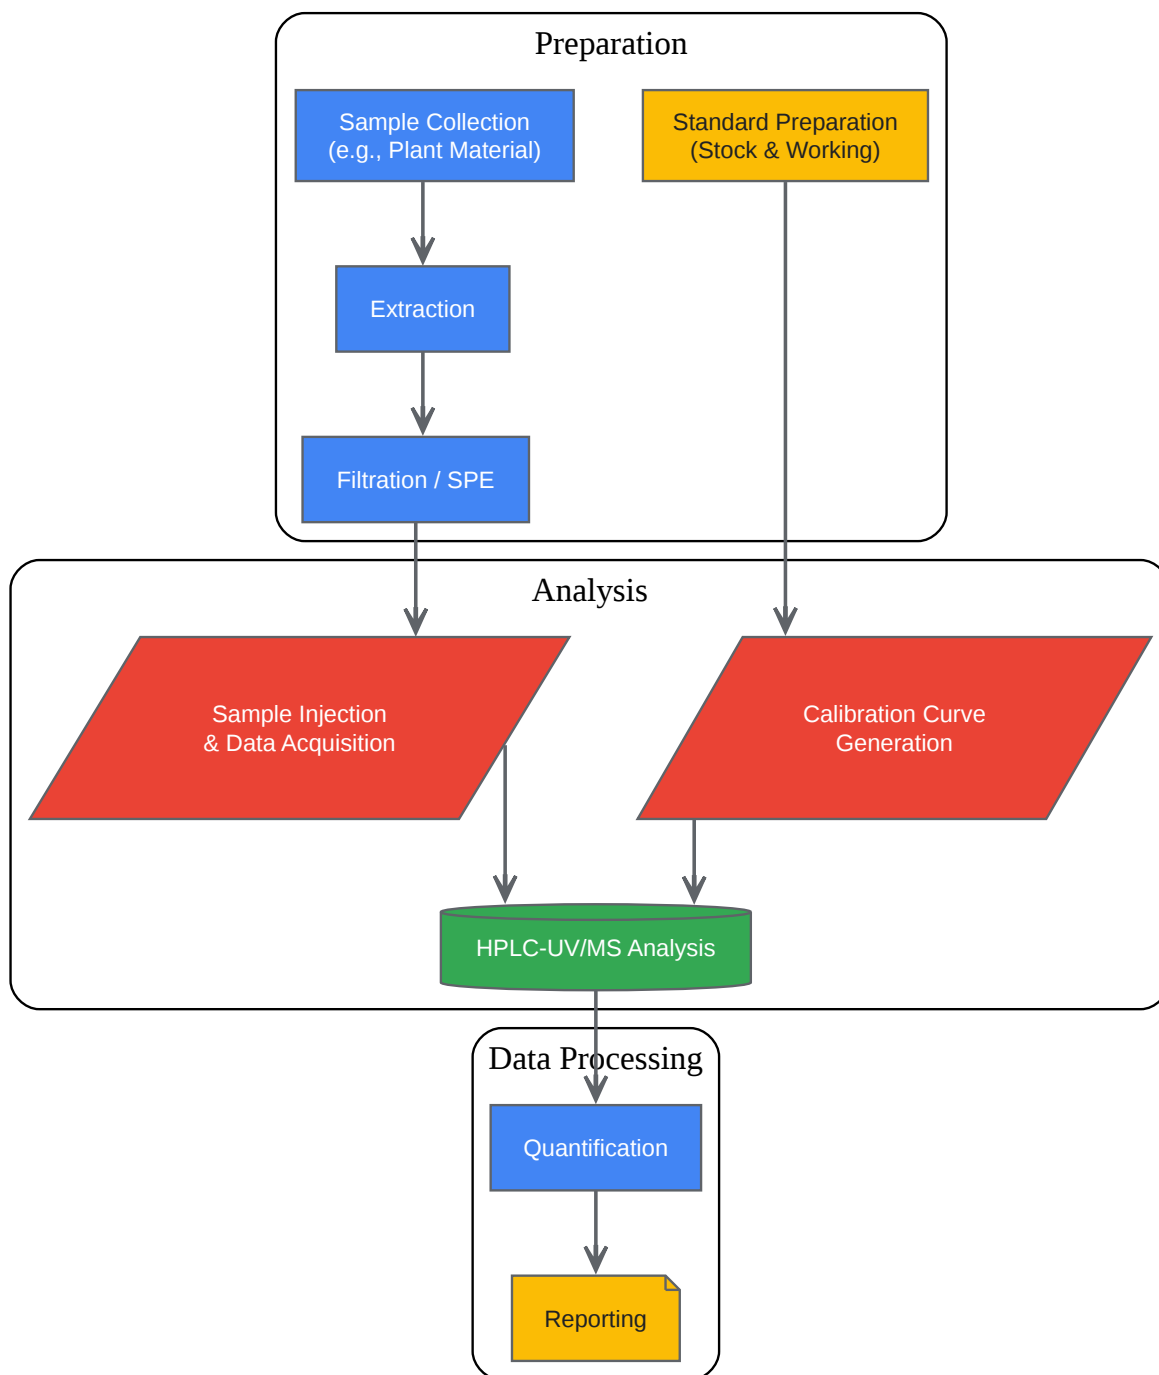 Preparation
Sample Collection
(e.g., Plant Material)
Standard Preparation
(Stock & Working)
Extraction
Filtration / SPE
Analysis
Sample Injection
& Data Acquisition
Calibration Curve
Generation
HPLC-UV/MS Analysis
Data Processing
Quantification
Reporting